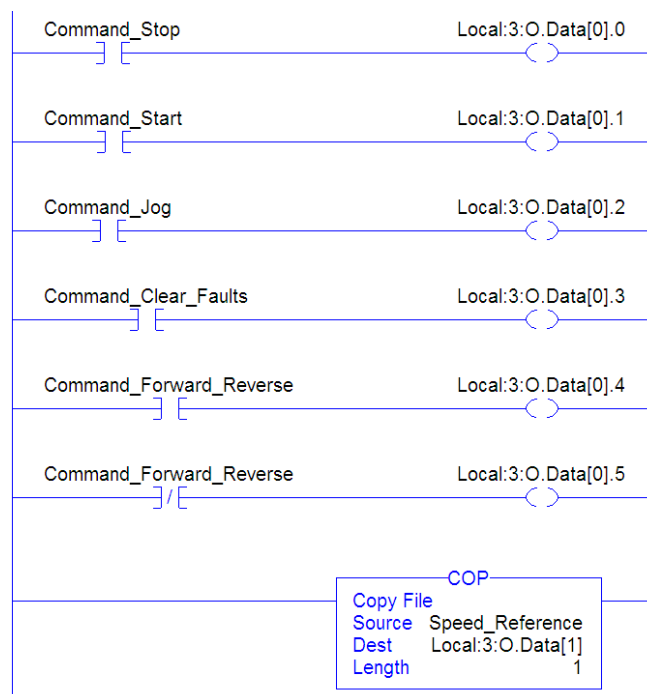 Command_Stop Local:3:O.Data[0].0
Command_Start Local:3:O.Data[0].1
Command_Jog Local:3:O.Data[0].2
Command_Clear_Faults Local:3:O.Data[0].3
Command_Forward_Reverse Local:3:O.Data[0].4
Command_Forward_Reverse Local:3:O.Data[0].5
COP
Copy File
Source Speed_Reference
Dest Local:3:O.Data[1]
Length 1